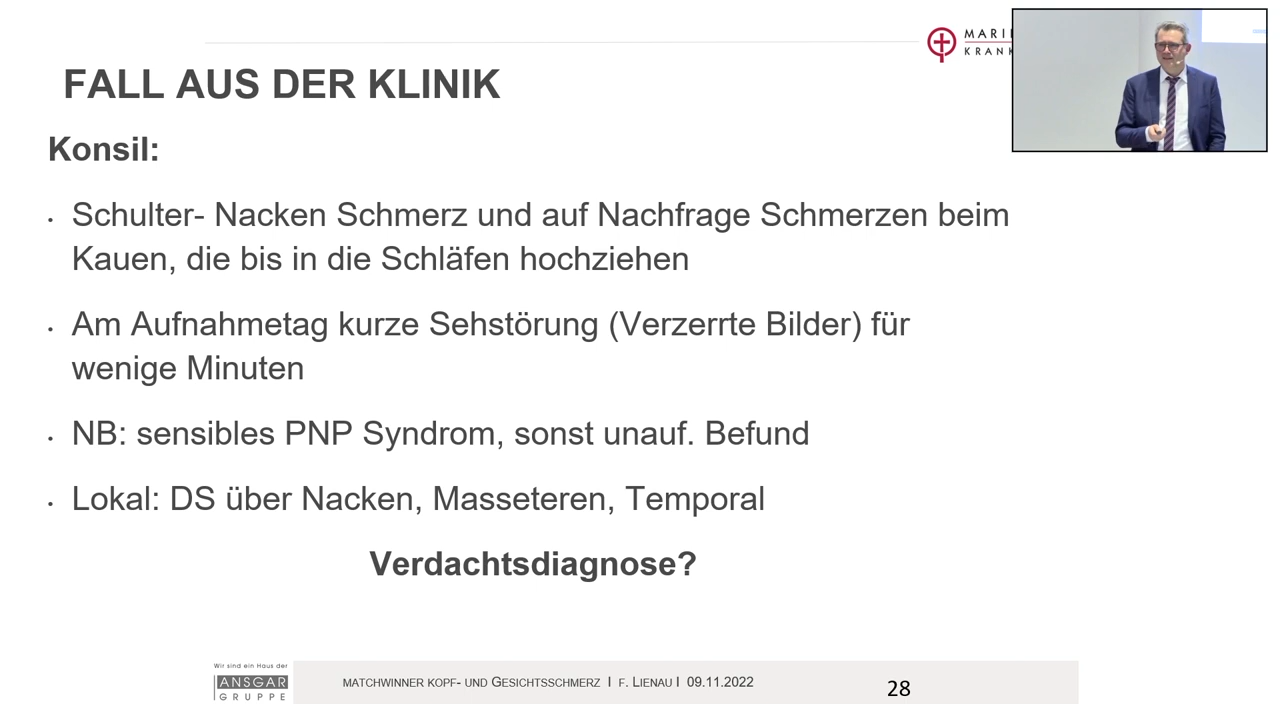 MARI
KRANK
FALL AUS DER KLINIK
Konsil:
• Schulter- Nacken Schmerz und auf Nachfrage Schmerzen beim
Kauen, die bis in die Schläfen hochziehen
• Am Aufnahmetag kurze Sehstörung (Verzerrte Bilder) für
wenige Minuten
• NB: sensibles PNP Syndrom, sonst unauf. Befund
• Lokal: DS über Nacken, Masseteren, Temporal
Verdachtsdiagnose?
Wir sind ein Haus der
ANSGAR
GRUPPE
MATCHWINNER KOPF- UND GESICHTSSCHMERZ I F. LIENAU I 09.11.2022
28